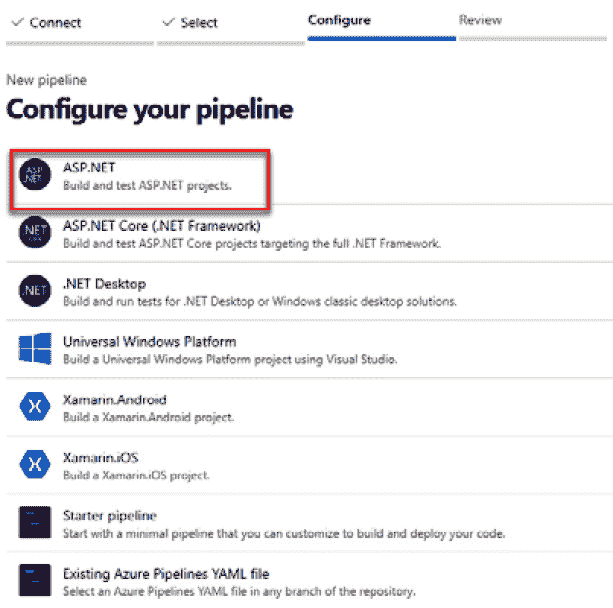 ✓ Connect
✓ Select
Configure
Review
New pipeline
Configure your pipeline
ASP
.NET
ASP.NET
Build and test ASP.NET projects.
.NET
ASP.NET Core (.NET Framework)
Build and test ASP.NET Core projects targeting the full .NET Framework.
.NET
.NET Desktop
Build and run tests for .NET Desktop or Windows classic desktop solutions.
Universal Windows Platform
Build a Universal Windows Platform project using Visual Studio.
Xamarin.Android
Build a Xamarin.Android project.
Xamarin.iOS
Build a Xamarin.iOS project.
Starter pipeline
Start with a minimal pipeline that you can customize to build and deploy your code.
Existing Azure Pipelines YAML file
Select an Azure Pipelines YAML file in any branch of the repository.